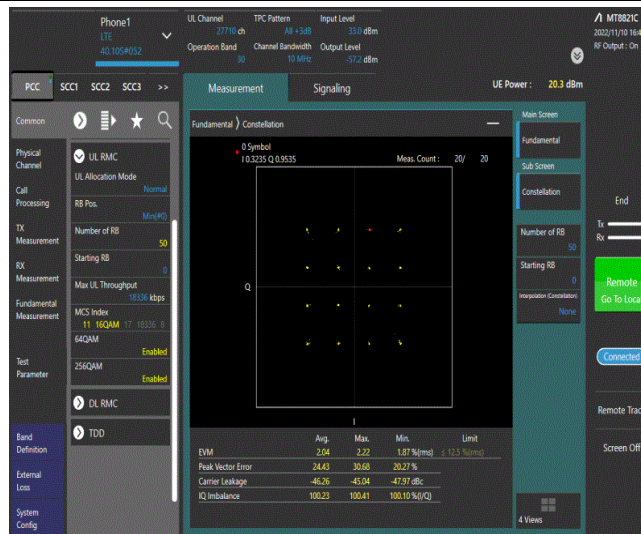 Phone1
LTE
40.10S#052
UL Channel TPC Pattern Input Level
27710 ch All +3dB 33.0 dBm
Operation Band Channel Bandwidth Output Level
30 10 MHz -57.2 dBm
MT8821C
2022/11/10 16:4
RF Output : On
PCC SCC1 SCC2 SCC3 >>
Measurement Signaling
UE Power : 20.3 dBm
Common
Physical
Channel
Call
Processing
TX
Measurement
RX
Measurement
Fundamental
Measurement
Test
Parameter
Band
Definition
External
Loss
System
Config
UL RMC
UL Allocation Mode
Normal
RB Pos.
Min(#0)
Number of RB
50
Starting RB
0
Max UL Throughput
18336 kbps
MCS Index
11 16QAM 17 18336 0
64QAM
Enabled
256QAM
Enabled
DL RMC
TDD
Fundamental > Constellation
0 Symbol
I 0.3235 Q 0.9535
Meas. Count : 20/ 20
Q
I
Avg. Max. Min. Limit
EVM 2.04 2.22 1.87 %(rms) ≤ 12.5 %(rms)
Peak Vector Error 24.43 30.68 20.27 %
Carrier Leakage -46.26 -45.04 -47.97 dBc
IQ Imbalance 100.23 100.41 100.10 %(I/Q)
Main Screen
Fundamental
Sub Screen
Constellation
Number of RB
50
Starting RB
0
Interpolation (Constellation)
None
4 Views
End
Tx
Rx
Remote
Go To Loca
Connected
Remote Trac
Screen Off